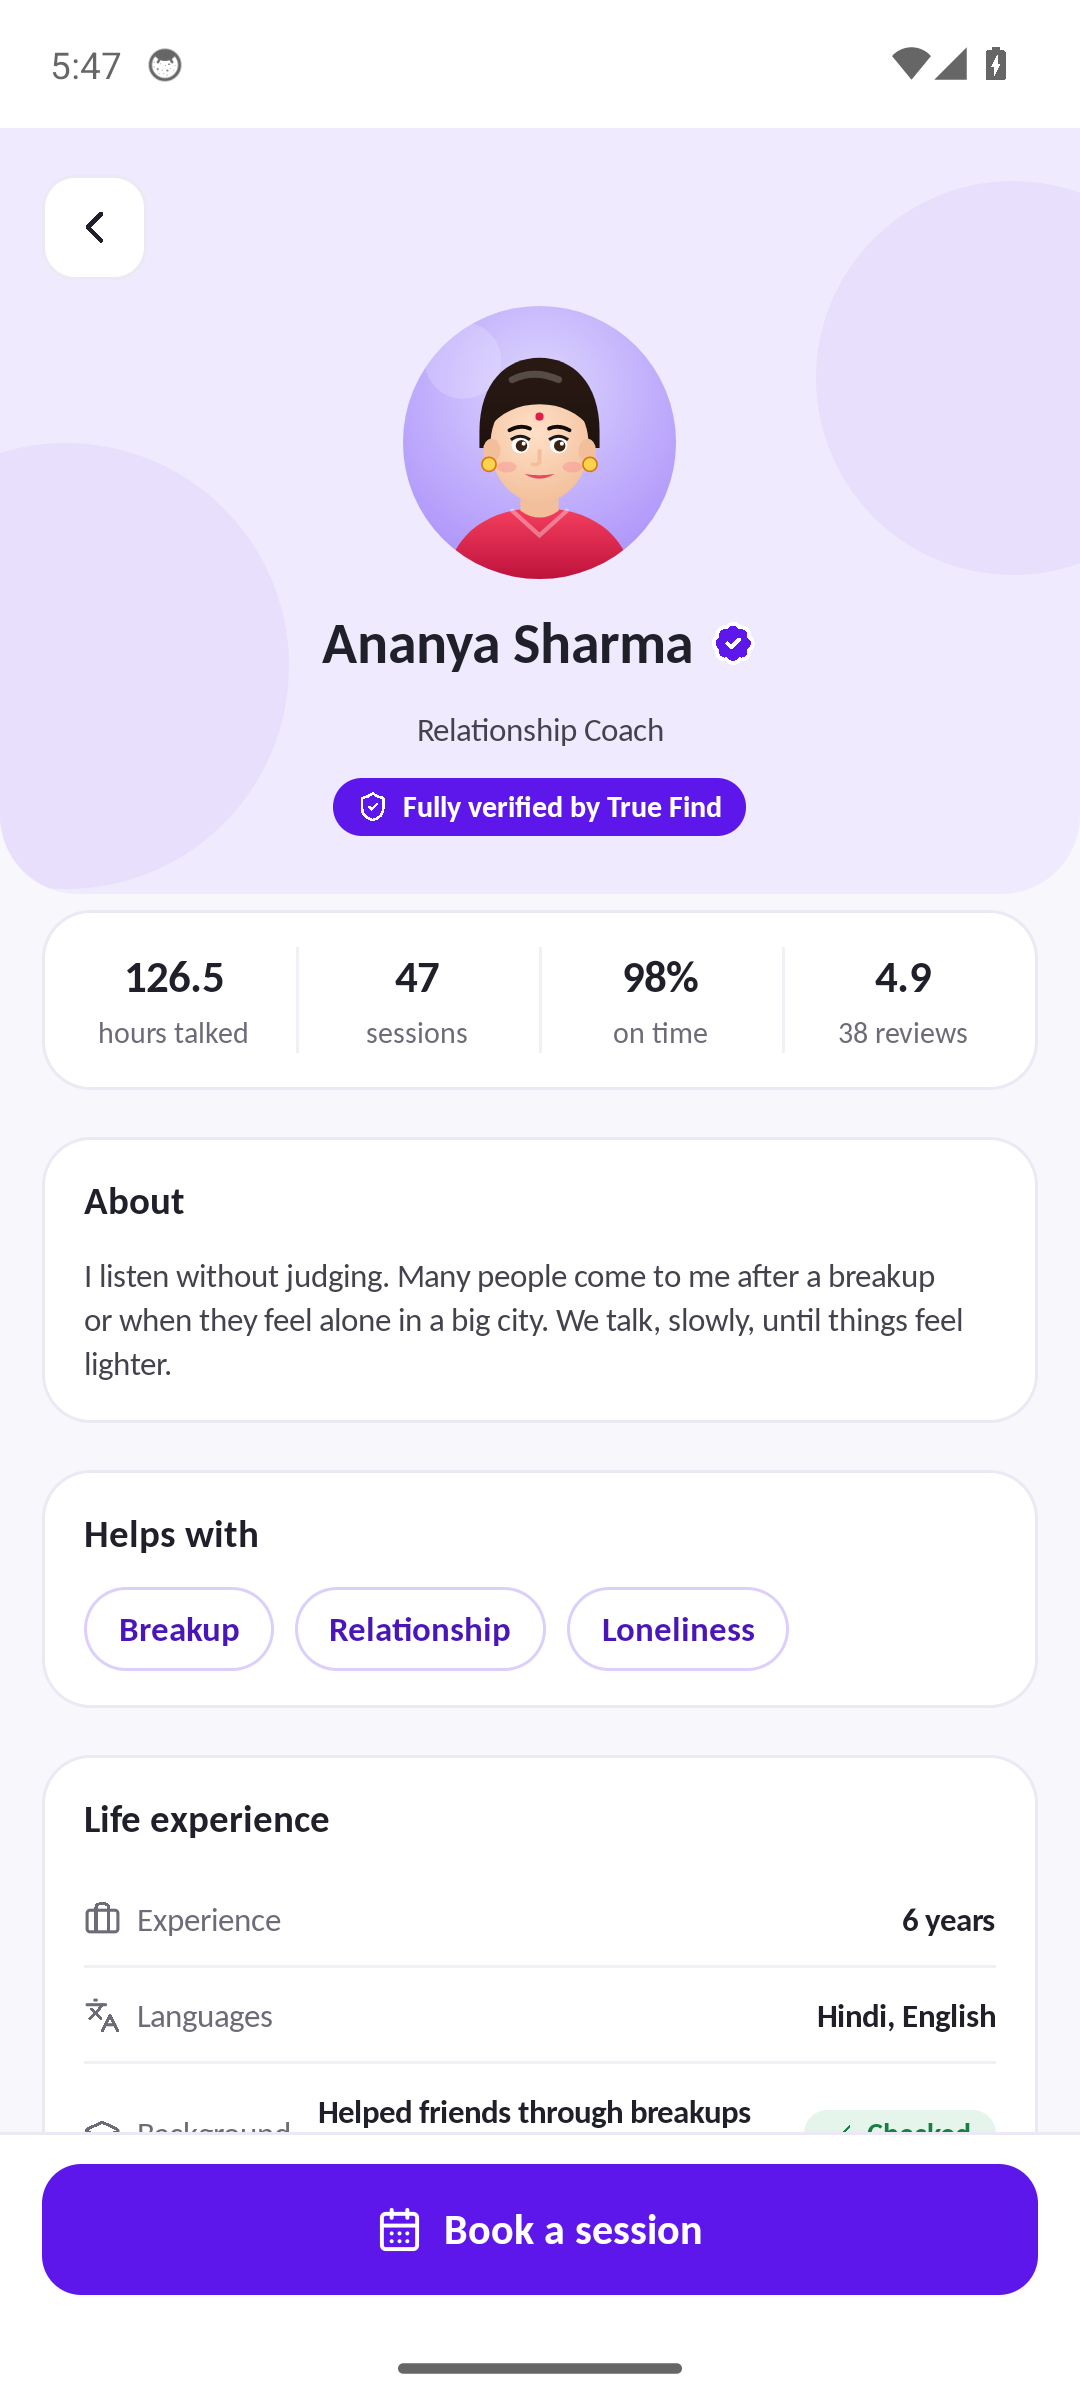 5:47
Ananya Sharma
Relationship Coach
Fully verified by True Find
126.5
47
98%
4.9
hours talked
sessions
on time
38 reviews
About
I listen without judging. Many people come to me after a breakup
or when they feel alone in a big city. We talk, slowly, until things feel
lighter.
Helps with
Breakup
Relationship
Loneliness
Life experience
Experience
6 years
Languages
Hindi, English
Background
Helped friends through breakups
Checked
Book a session